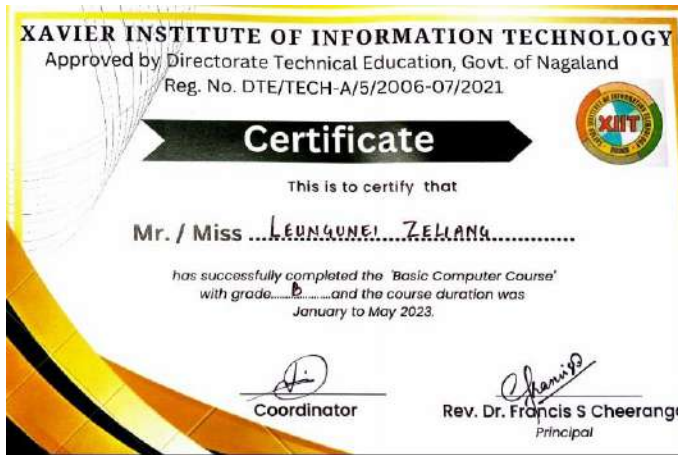 XAVIER INSTITUTE OF INFORMATION TECHNOLOGY
Approved by Directorate Technical Education, Govt. of Nagaland
Reg. No. DTE/TECH-A/5/2006-07/2021
XIIT
Certificate
This is to certify that
Mr. / Miss LEUNGUNEI ZELIANG
has successfully completed the 'Basic Computer Course'
with grade B and the course duration was
January to May 2023.
Coordinator
Rev. Dr. Francis S Cheeranga
Principal